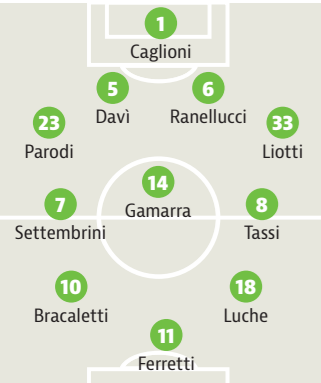 1
Caglioni
5
6
Davì
Ranellucci
23
33
Parodi
Liotti
14
Gamarra
7
8
Settembrini
Tassi
10
18
Bracaletti
Luche
11
Ferretti